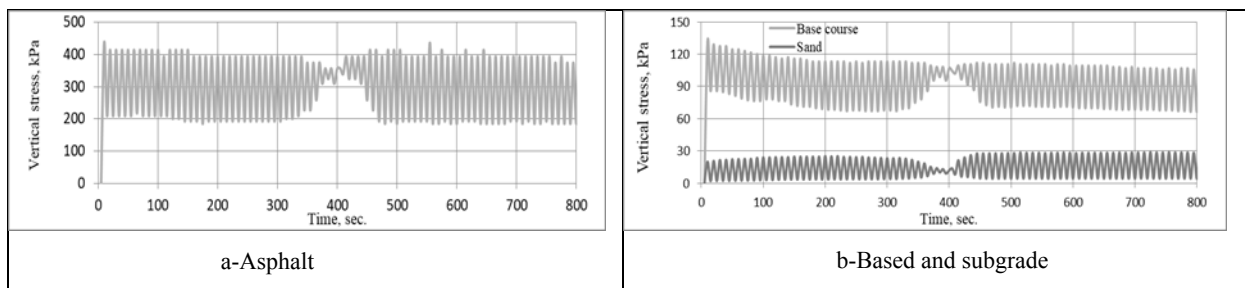 500
400
300
200
100
0
Vertical stress, kPa
0 100 200 300 400 500 600 700 800
Time, sec.
a-Asphalt
150
120
90
60
30
0
Vertical stress, kPa
Base course
Sand
0 100 200 300 400 500 600 700 800
Time, sec.
b-Based and subgrade